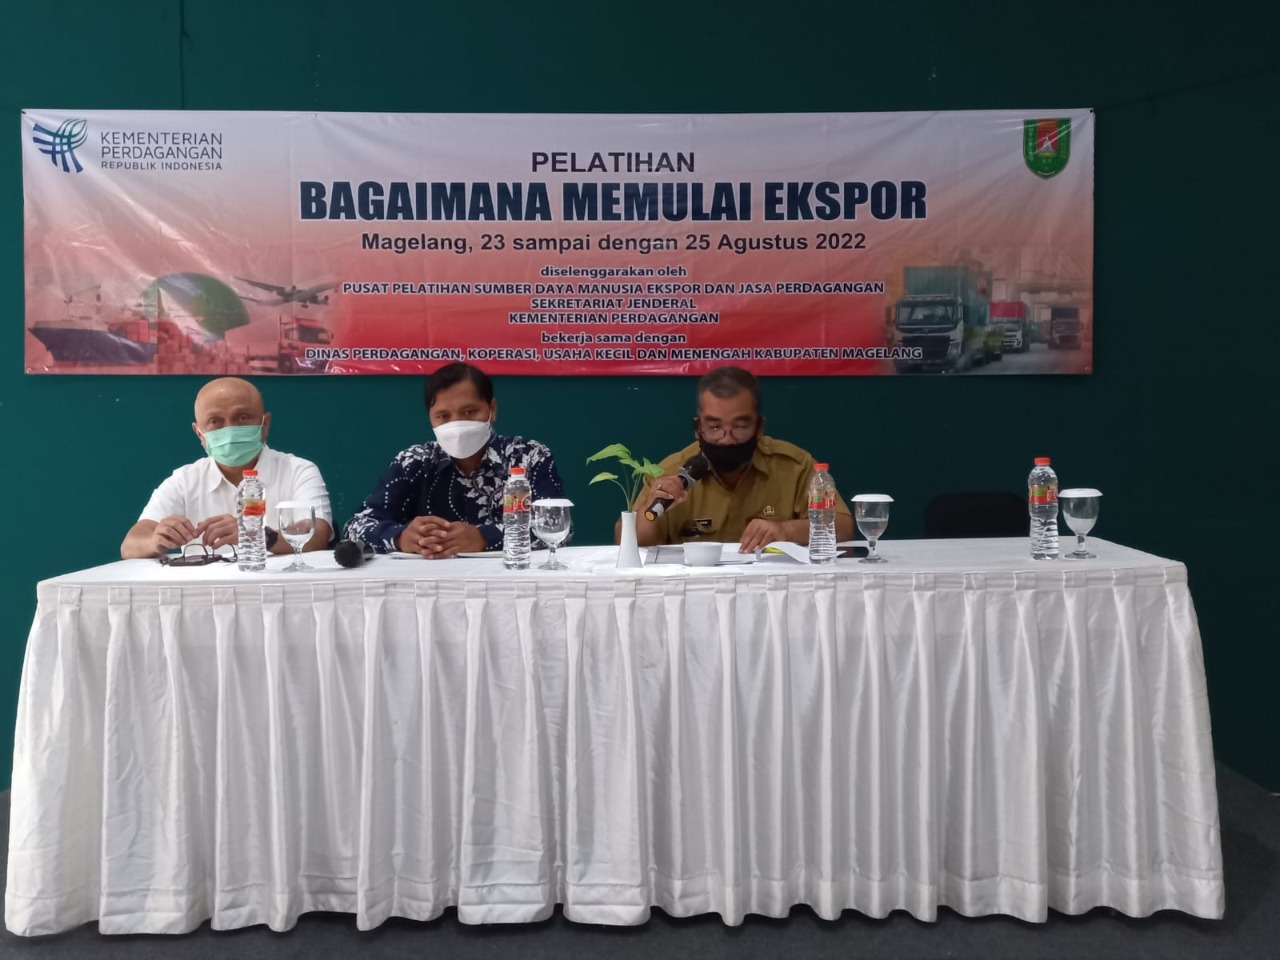 KEMENTERIAN
PERDAGANGAN
REPUBLIK INDONESIA
PELATIHAN
BAGAIMANA MEMULAI EKSPOR
Magelang, 23 sampai dengan 25 Agustus 2022
diselenggarakan oleh
PUSAT PELATIHAN SUMBER DAYA MANUSIA EKSPOR DAN JASA PERDAGANGAN
SEKRETARIAT JENDERAL
KEMENTERIAN PERDAGANGAN
bekerja sama dengan
DINAS PERDAGANGAN, KOPERASI, USAHA KECIL DAN MENENGAH KABUPATEN MAGELANG